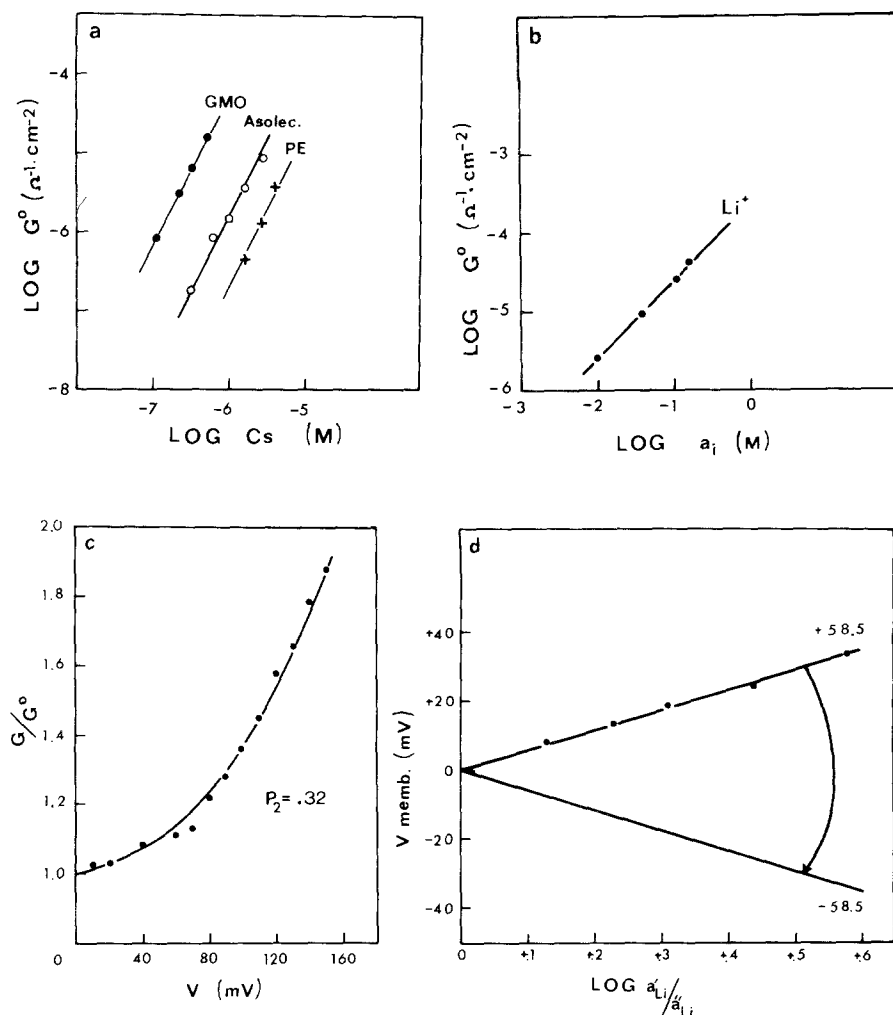 a
GMO
Asolec.
PE
LOG G° (Ω⁻¹·cm⁻²)
-4
-6
-8
-7 -6 -5
LOG Cs (M)
b
Li⁺
LOG G° (Ω⁻¹·cm⁻²)
-3
-4
-5
-6
-3 -2 -1 0
LOG aᵢ (M)
c
2.0
1.8
1.6
1.4
1.2
1.0
0
G/G°
P₂=.32
40 80 120 160
V (mV)
d
+58.5
-58.5
V memb. (mV)
+40
+20
0
-20
-40
0 +.1 +.2 +.3 +.4 +.5 +.6
LOG a'Li/a''Li